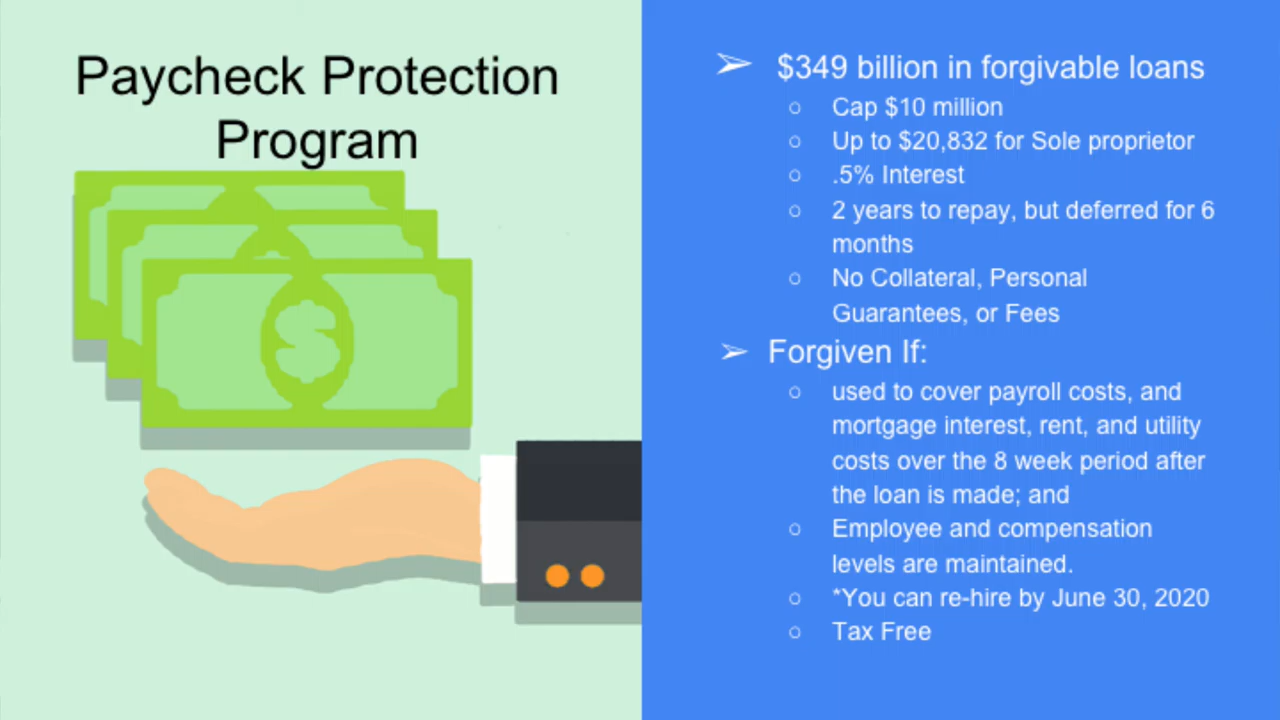 Paycheck Protection
Program
➢ $349 billion in forgivable loans
○ Cap $10 million
○ Up to $20,832 for Sole proprietor
○ .5% Interest
○ 2 years to repay, but deferred for 6
months
○ No Collateral, Personal
Guarantees, or Fees
➢ Forgiven If:
○ used to cover payroll costs, and
mortgage interest, rent, and utility
costs over the 8 week period after
the loan is made; and
○ Employee and compensation
levels are maintained.
○ *You can re-hire by June 30, 2020
○ Tax Free
$